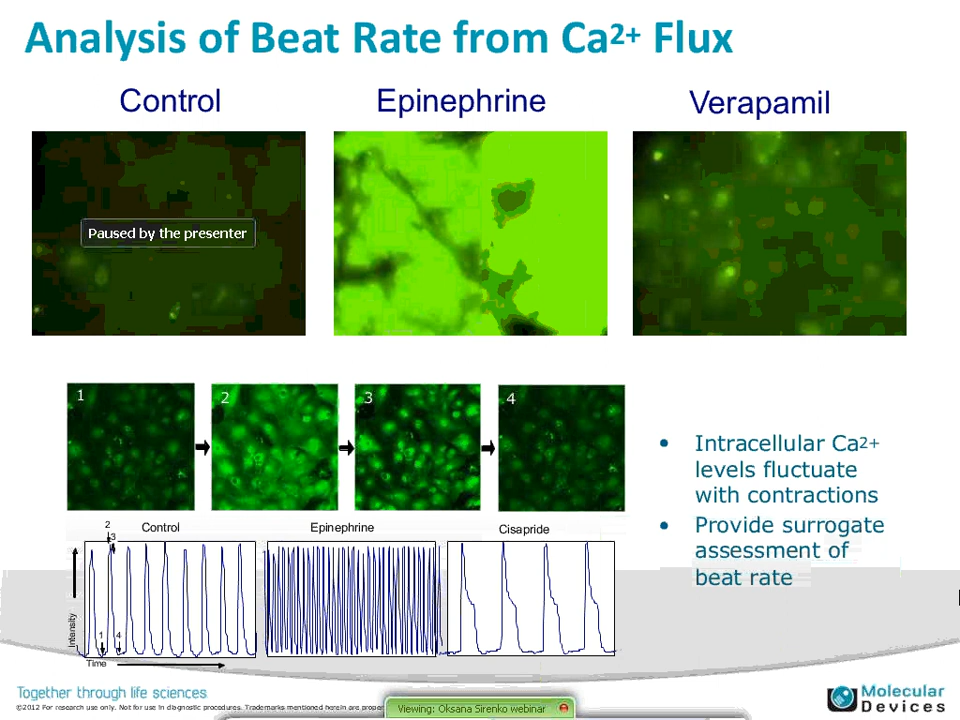 Analysis of Beat Rate from Ca2+ Flux
Control
Epinephrine
Verapamil
Paused by the presenter
1
2
3
4
• Intracellular Ca2+
levels fluctuate
with contractions
• Provide surrogate
assessment of
beat rate
Control
Epinephrine
Cisapride
2
3
1
4
Intensity
Time
Together through life sciences
©2012 For research use only. Not for use in diagnostic procedures. Trademarks mentioned herein are
Viewing: Oksana Sirenko webinar
Molecular
Devices